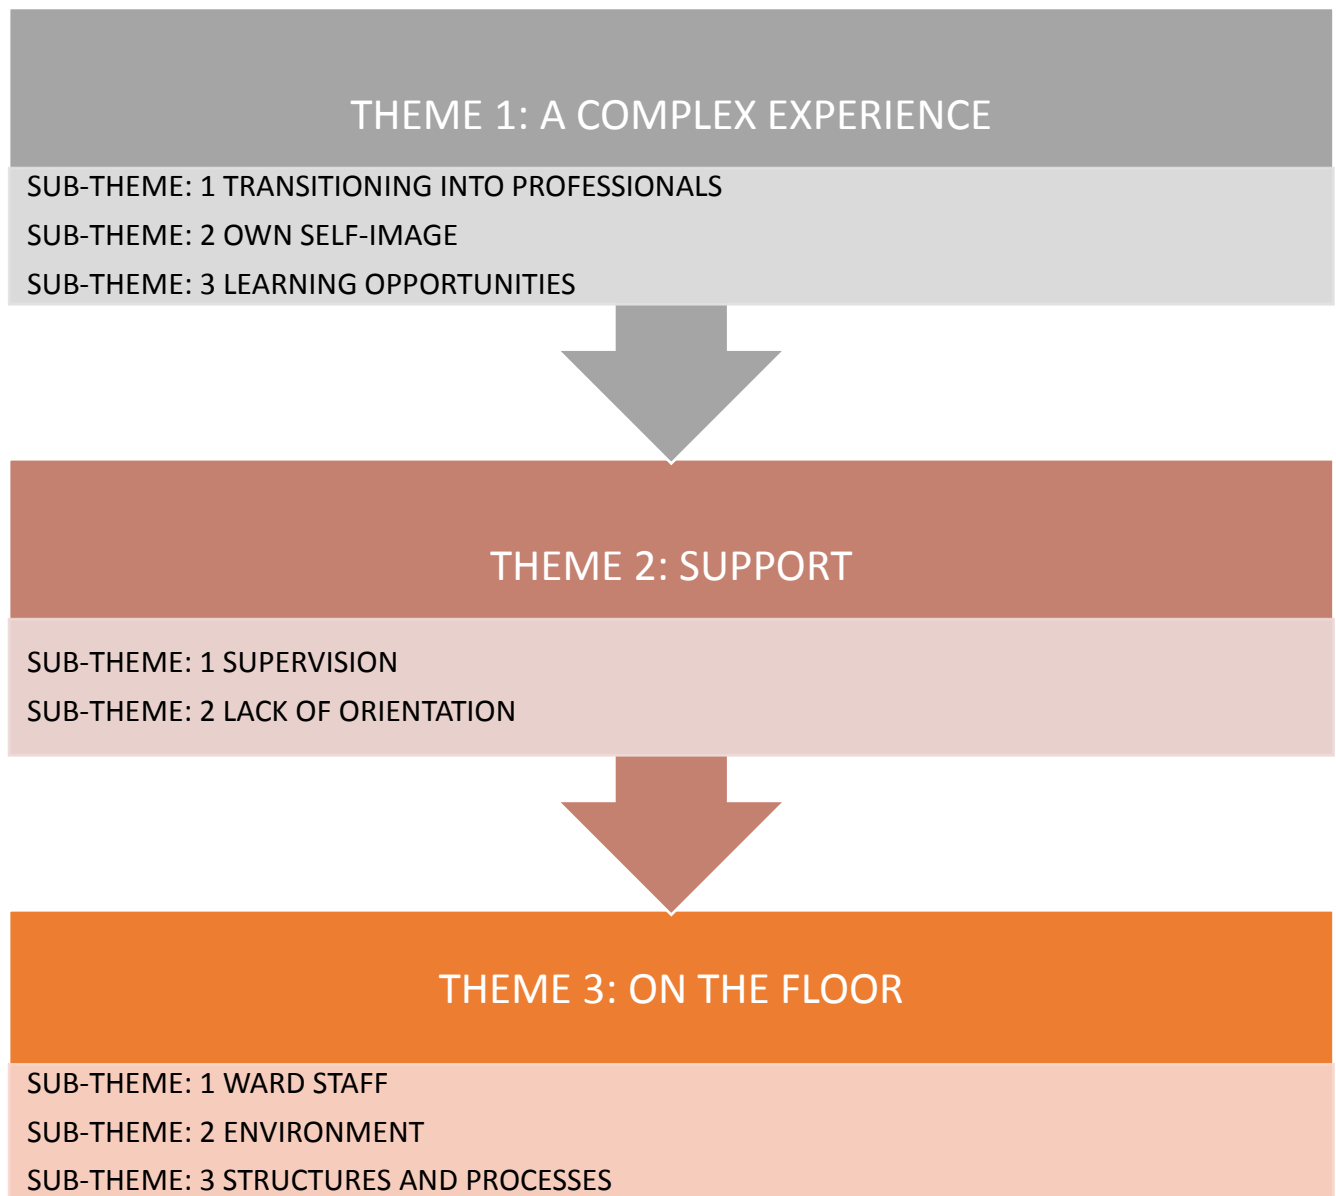 THEME 1: A COMPLEX EXPERIENCE
SUB-THEME: 1 TRANSITIONING INTO PROFESSIONALS
SUB-THEME: 2 OWN SELF-IMAGE
SUB-THEME: 3 LEARNING OPPORTUNITIES
THEME 2: SUPPORT
SUB-THEME: 1 SUPERVISION
SUB-THEME: 2 LACK OF ORIENTATION
THEME 3: ON THE FLOOR
SUB-THEME: 1 WARD STAFF
SUB-THEME: 2 ENVIRONMENT
SUB-THEME: 3 STRUCTURES AND PROCESSES